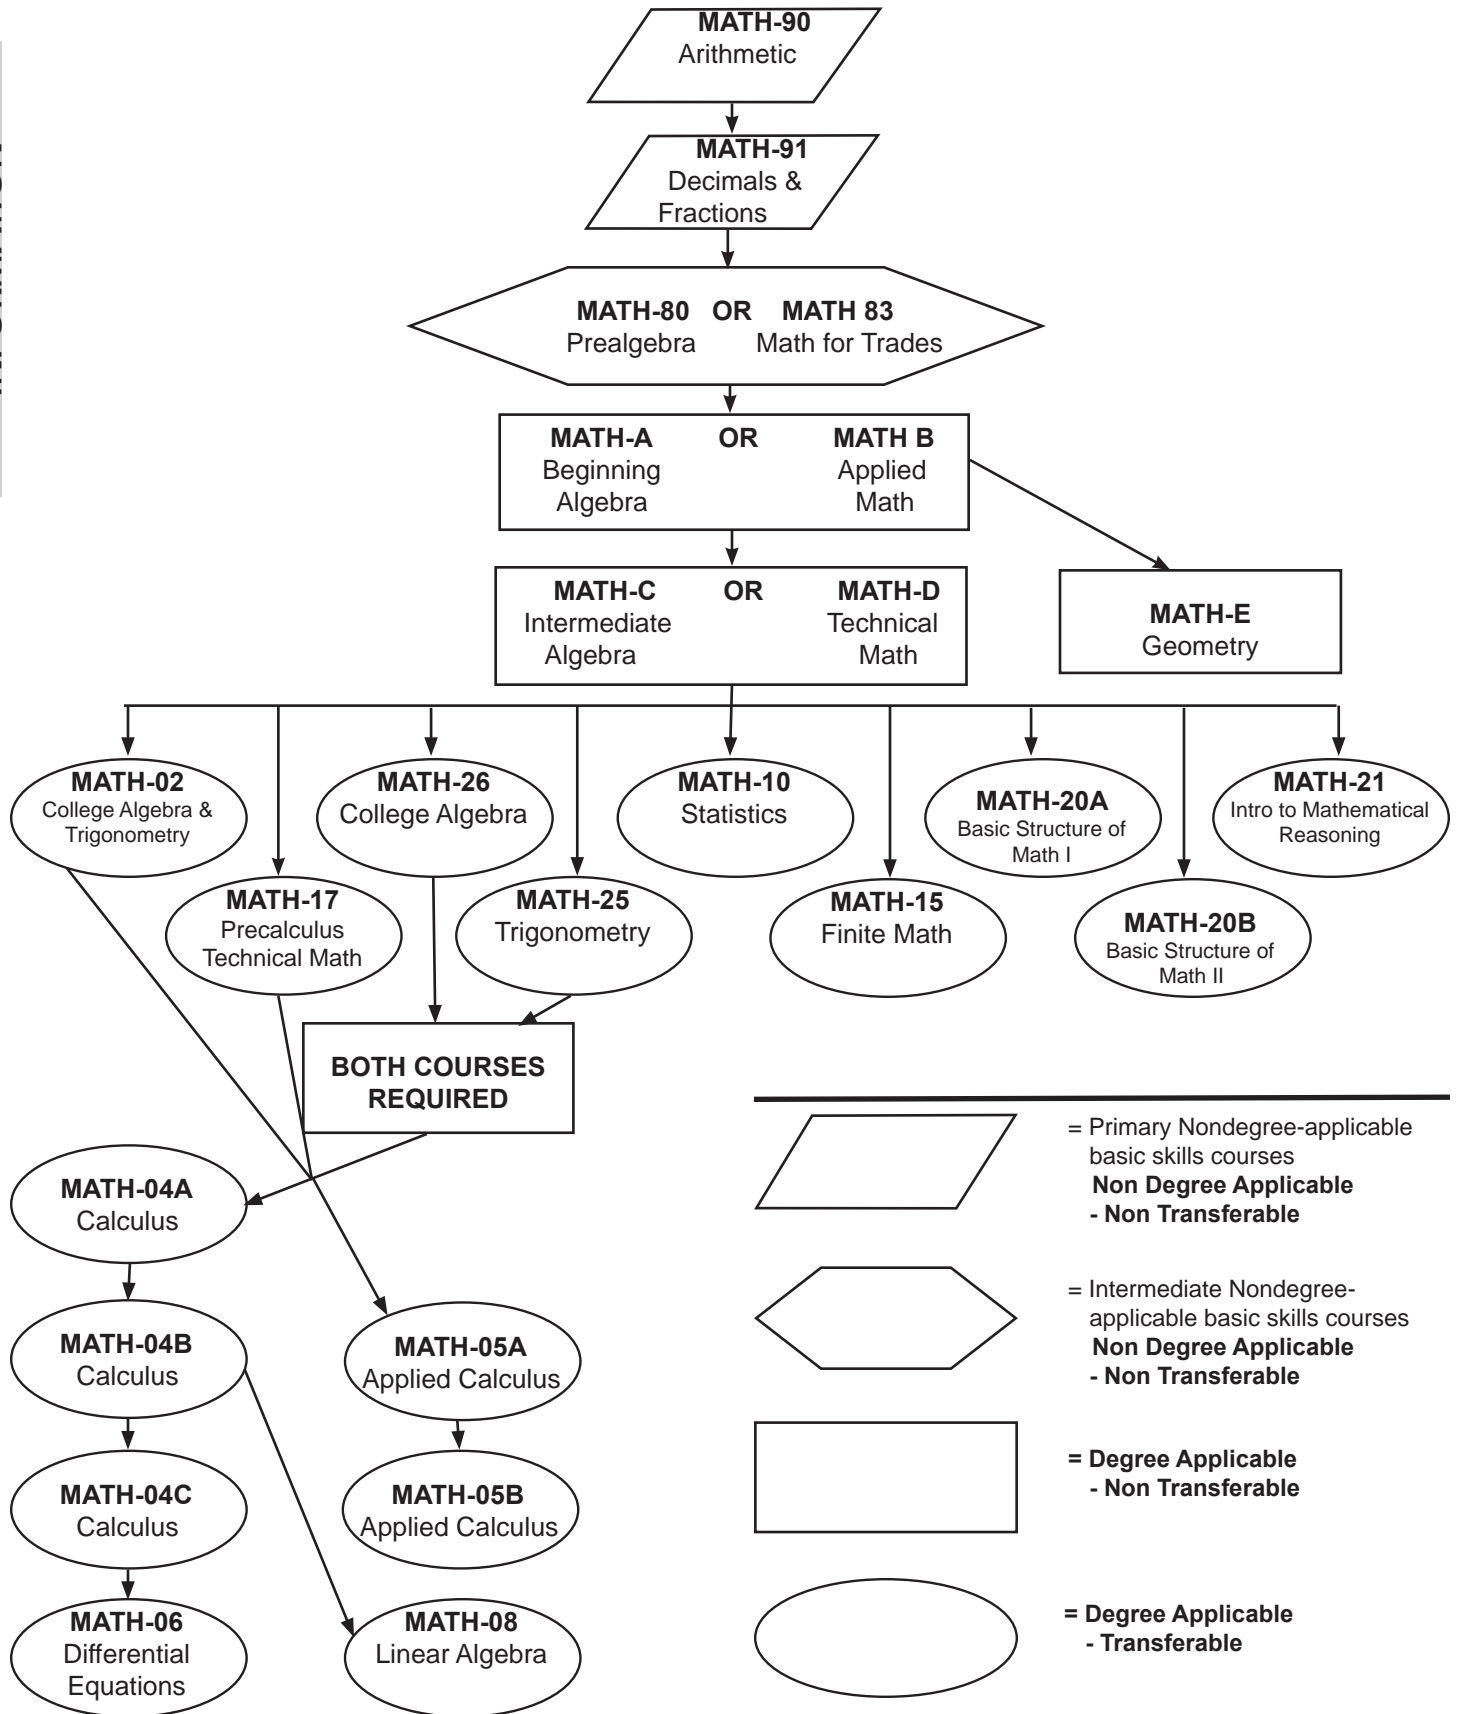 MATH-90
Arithmetic
MATH-91
Decimals &
Fractions
MATH-80 OR MATH 83
Prealgebra Math for Trades
MATH-A OR MATH B
Beginning Applied
Algebra Math
MATH-C OR MATH-D
Intermediate Technical
Algebra Math
MATH-E
Geometry
MATH-02
College Algebra &
Trigonometry
MATH-26
College Algebra
MATH-10
Statistics
MATH-20A
Basic Structure of
Math I
MATH-21
Intro to Mathematical
Reasoning
MATH-17
Precalculus
Technical Math
MATH-25
Trigonometry
MATH-15
Finite Math
MATH-20B
Basic Structure of
Math II
BOTH COURSES
REQUIRED
MATH-04A
Calculus
MATH-04B
Calculus
MATH-05A
Applied Calculus
MATH-04C
Calculus
MATH-05B
Applied Calculus
MATH-06
Differential
Equations
MATH-08
Linear Algebra
= Primary Nondegree-applicable
basic skills courses
Non Degree Applicable
- Non Transferable
= Intermediate Nondegree-
applicable basic skills courses
Non Degree Applicable
- Non Transferable
= Degree Applicable
- Non Transferable
= Degree Applicable
- Transferable